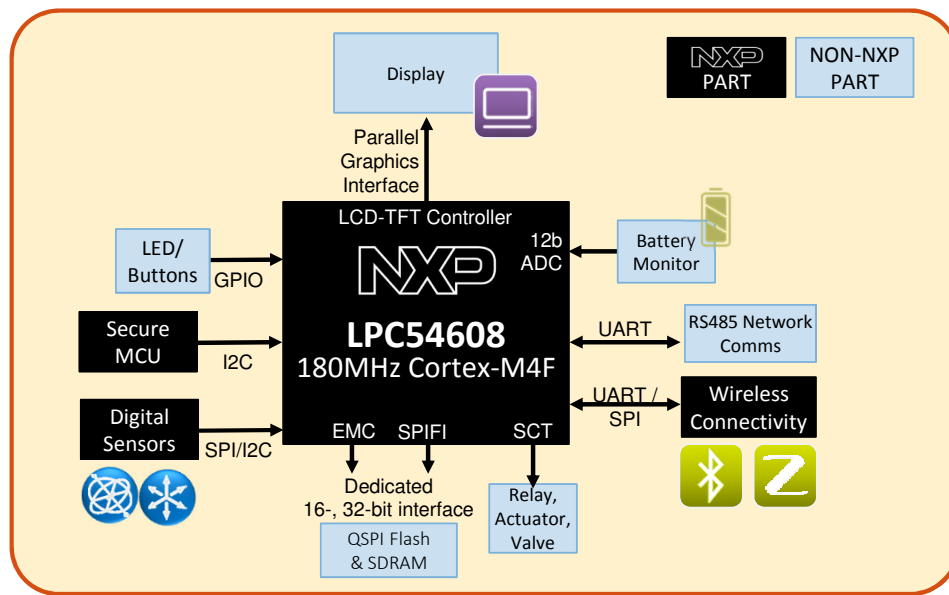 Display
NXP
PART
NON-NXP
PART
Parallel
Graphics
Interface
LCD-TFT Controller
12b
ADC
NXP
LPC54608
180MHz Cortex-M4F
EMC
SPIFI
SCT
LED/
Buttons
GPIO
Secure
MCU
I2C
Digital
Sensors
SPI/I2C
Battery
Monitor
UART
RS485 Network
Comms
UART /
SPI
Wireless
Connectivity
Dedicated
16-, 32-bit interface
QSPI Flash
& SDRAM
Relay,
Actuator,
Valve